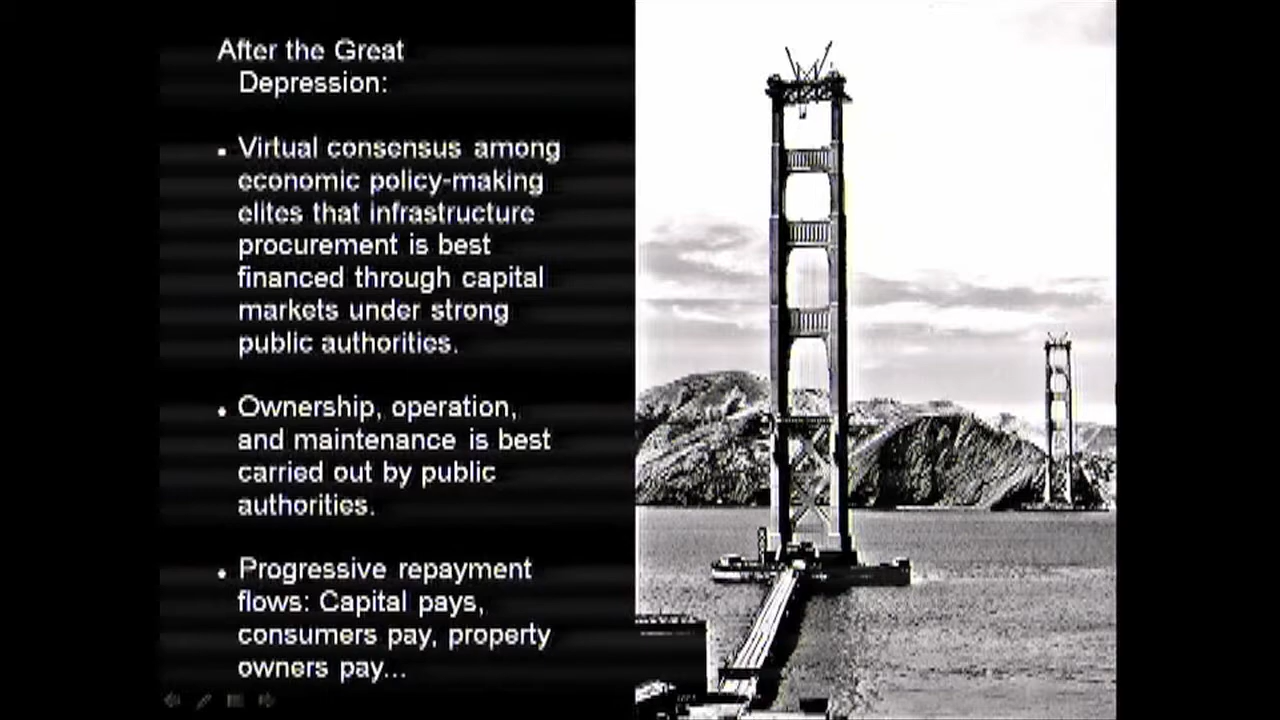 After the Great
Depression:
• Virtual consensus among
economic policy-making
elites that infrastructure
procurement is best
financed through capital
markets under strong
public authorities.
• Ownership, operation,
and maintenance is best
carried out by public
authorities.
• Progressive repayment
flows: Capital pays,
consumers pay, property
owners pay...